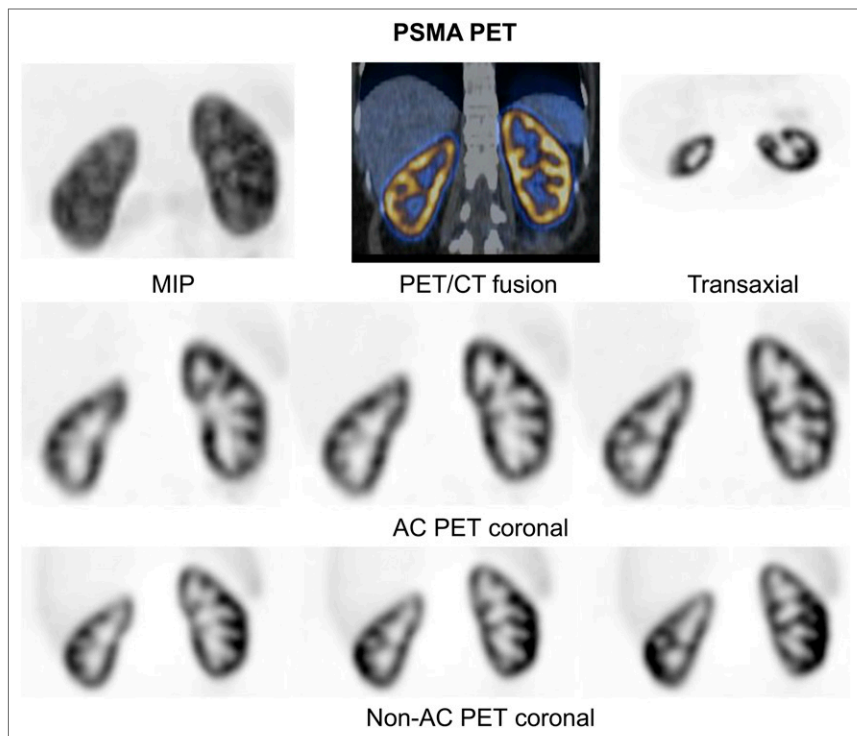 PSMA PET
MIP
PET/CT fusion
Transaxial
AC PET coronal
Non-AC PET coronal